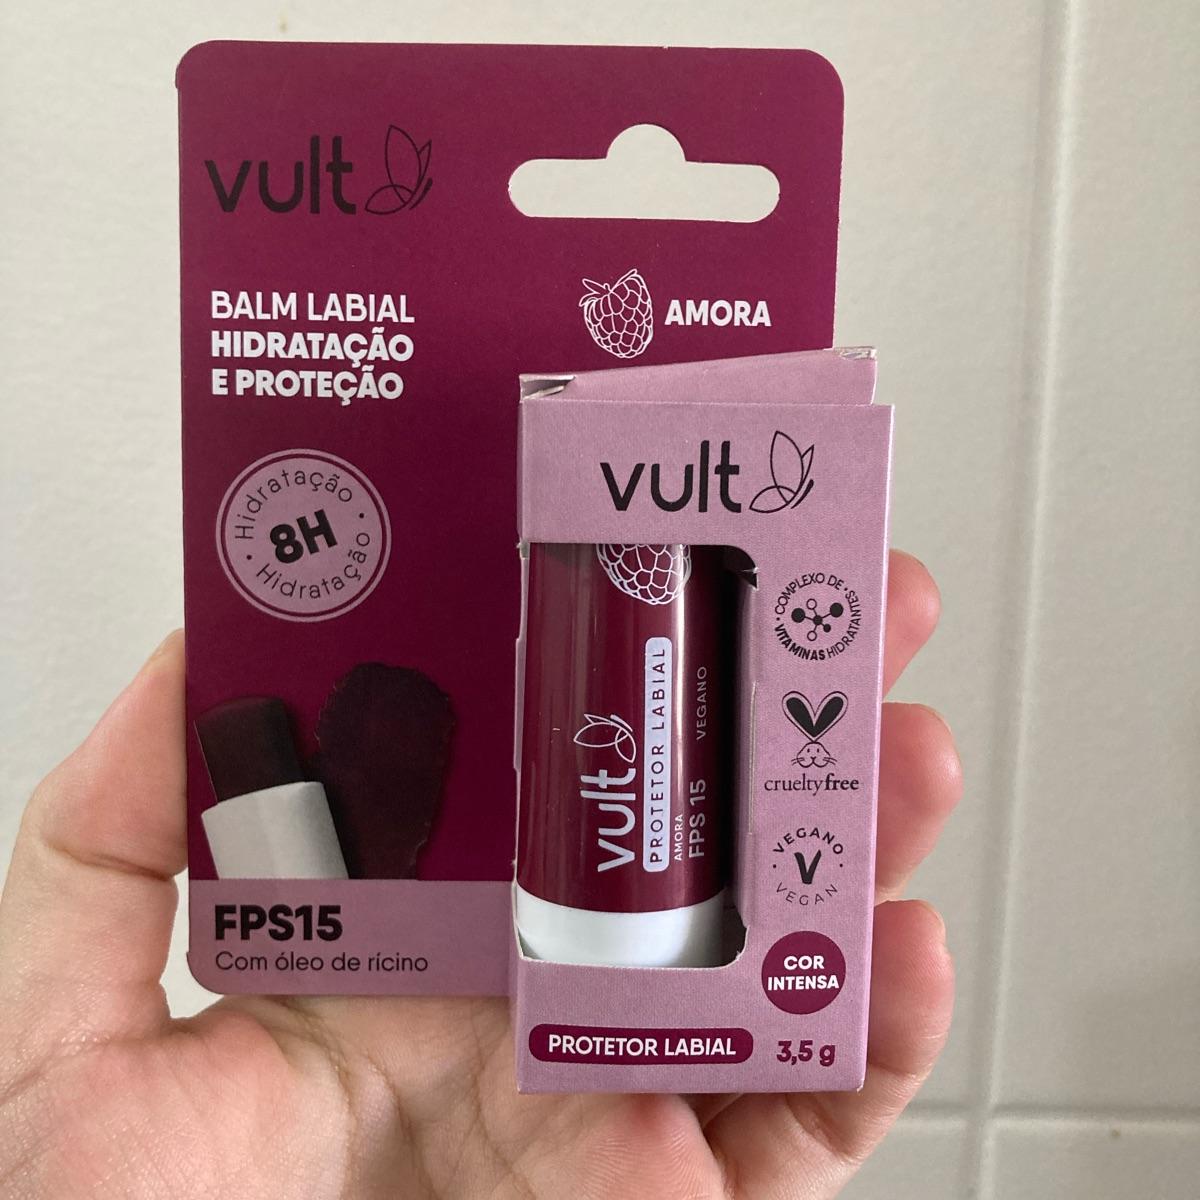 vult
BALM LABIAL
HIDRATAÇÃO
E PROTEÇÃO
AMORA
Hidratação
8H
Hidratação
FPS15
Com óleo de rícino
vult
vult
PROTETOR LABIAL
AMORA
FPS 15
VEGANO
COMPLEXO DE
VITAMINAS HIDRATANTES
crueltyfree
VEGANO
V
VEGAN
COR
INTENSA
PROTETOR LABIAL
3,5 g